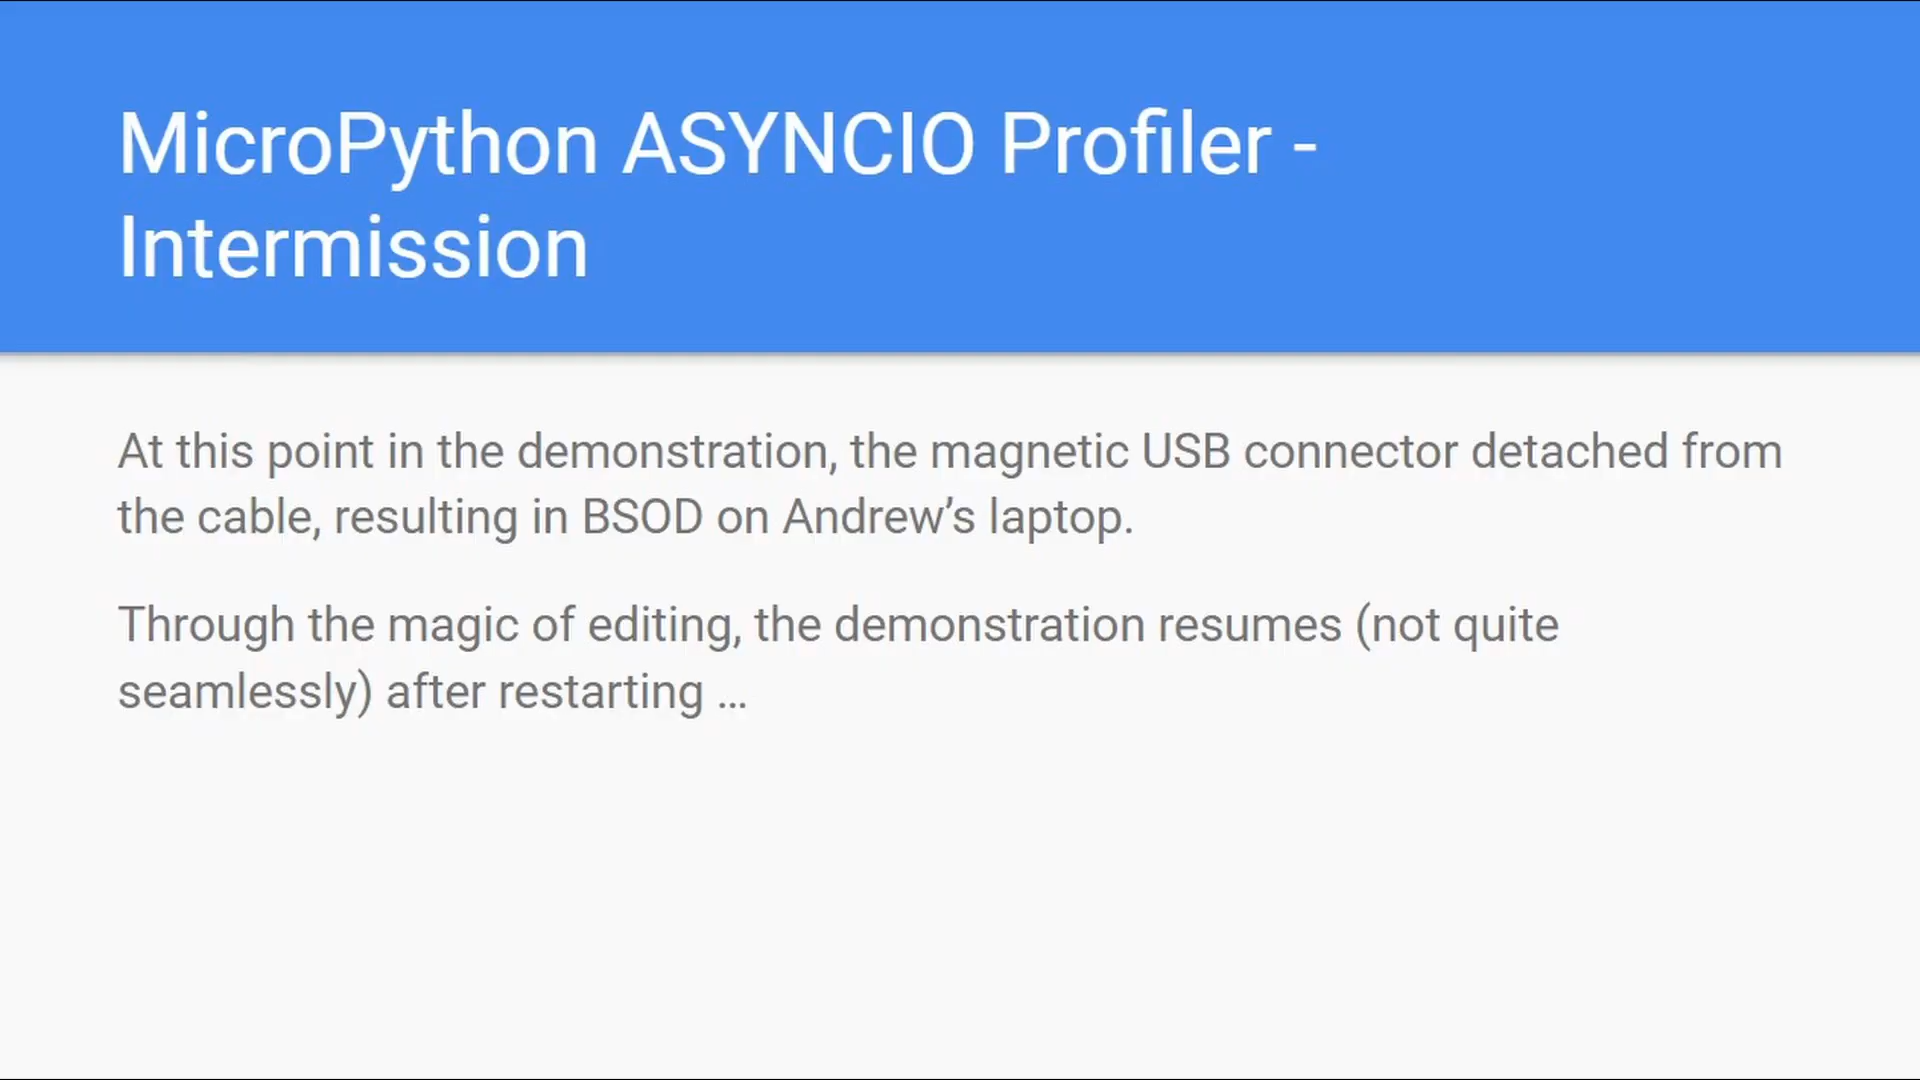 MicroPython ASYNCIO Profiler -
Intermission
At this point in the demonstration, the magnetic USB connector detached from
the cable, resulting in BSOD on Andrew’s laptop.
Through the magic of editing, the demonstration resumes (not quite
seamlessly) after restarting ...